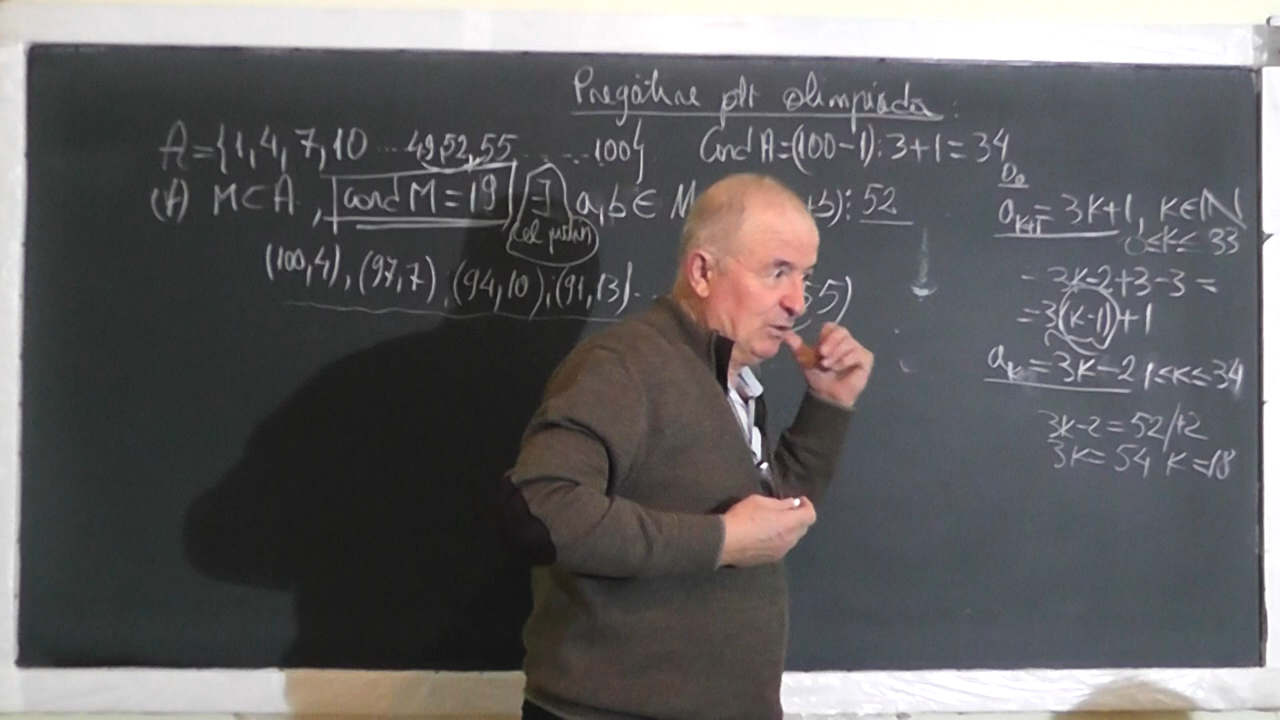 Pregătire ptr olimpiada
A={1, 4, 7, 10 ... 49, 52, 55 ... 100} Card A=(100-1):3+1=34
(∀) M⊂A, card M=19 ∃ a,b∈M b):52
(cel puțin)
(100,4), (97,7), (94,10), (91,13). 55)
D₀
a_{k+1}=3k+1, k∈ℕ
0≤k≤33
=3k-2+3-3=
=3(k-1)+1
a_k=3k-2 1≤k≤34
3k-2=52/+2
3k=54 k=18